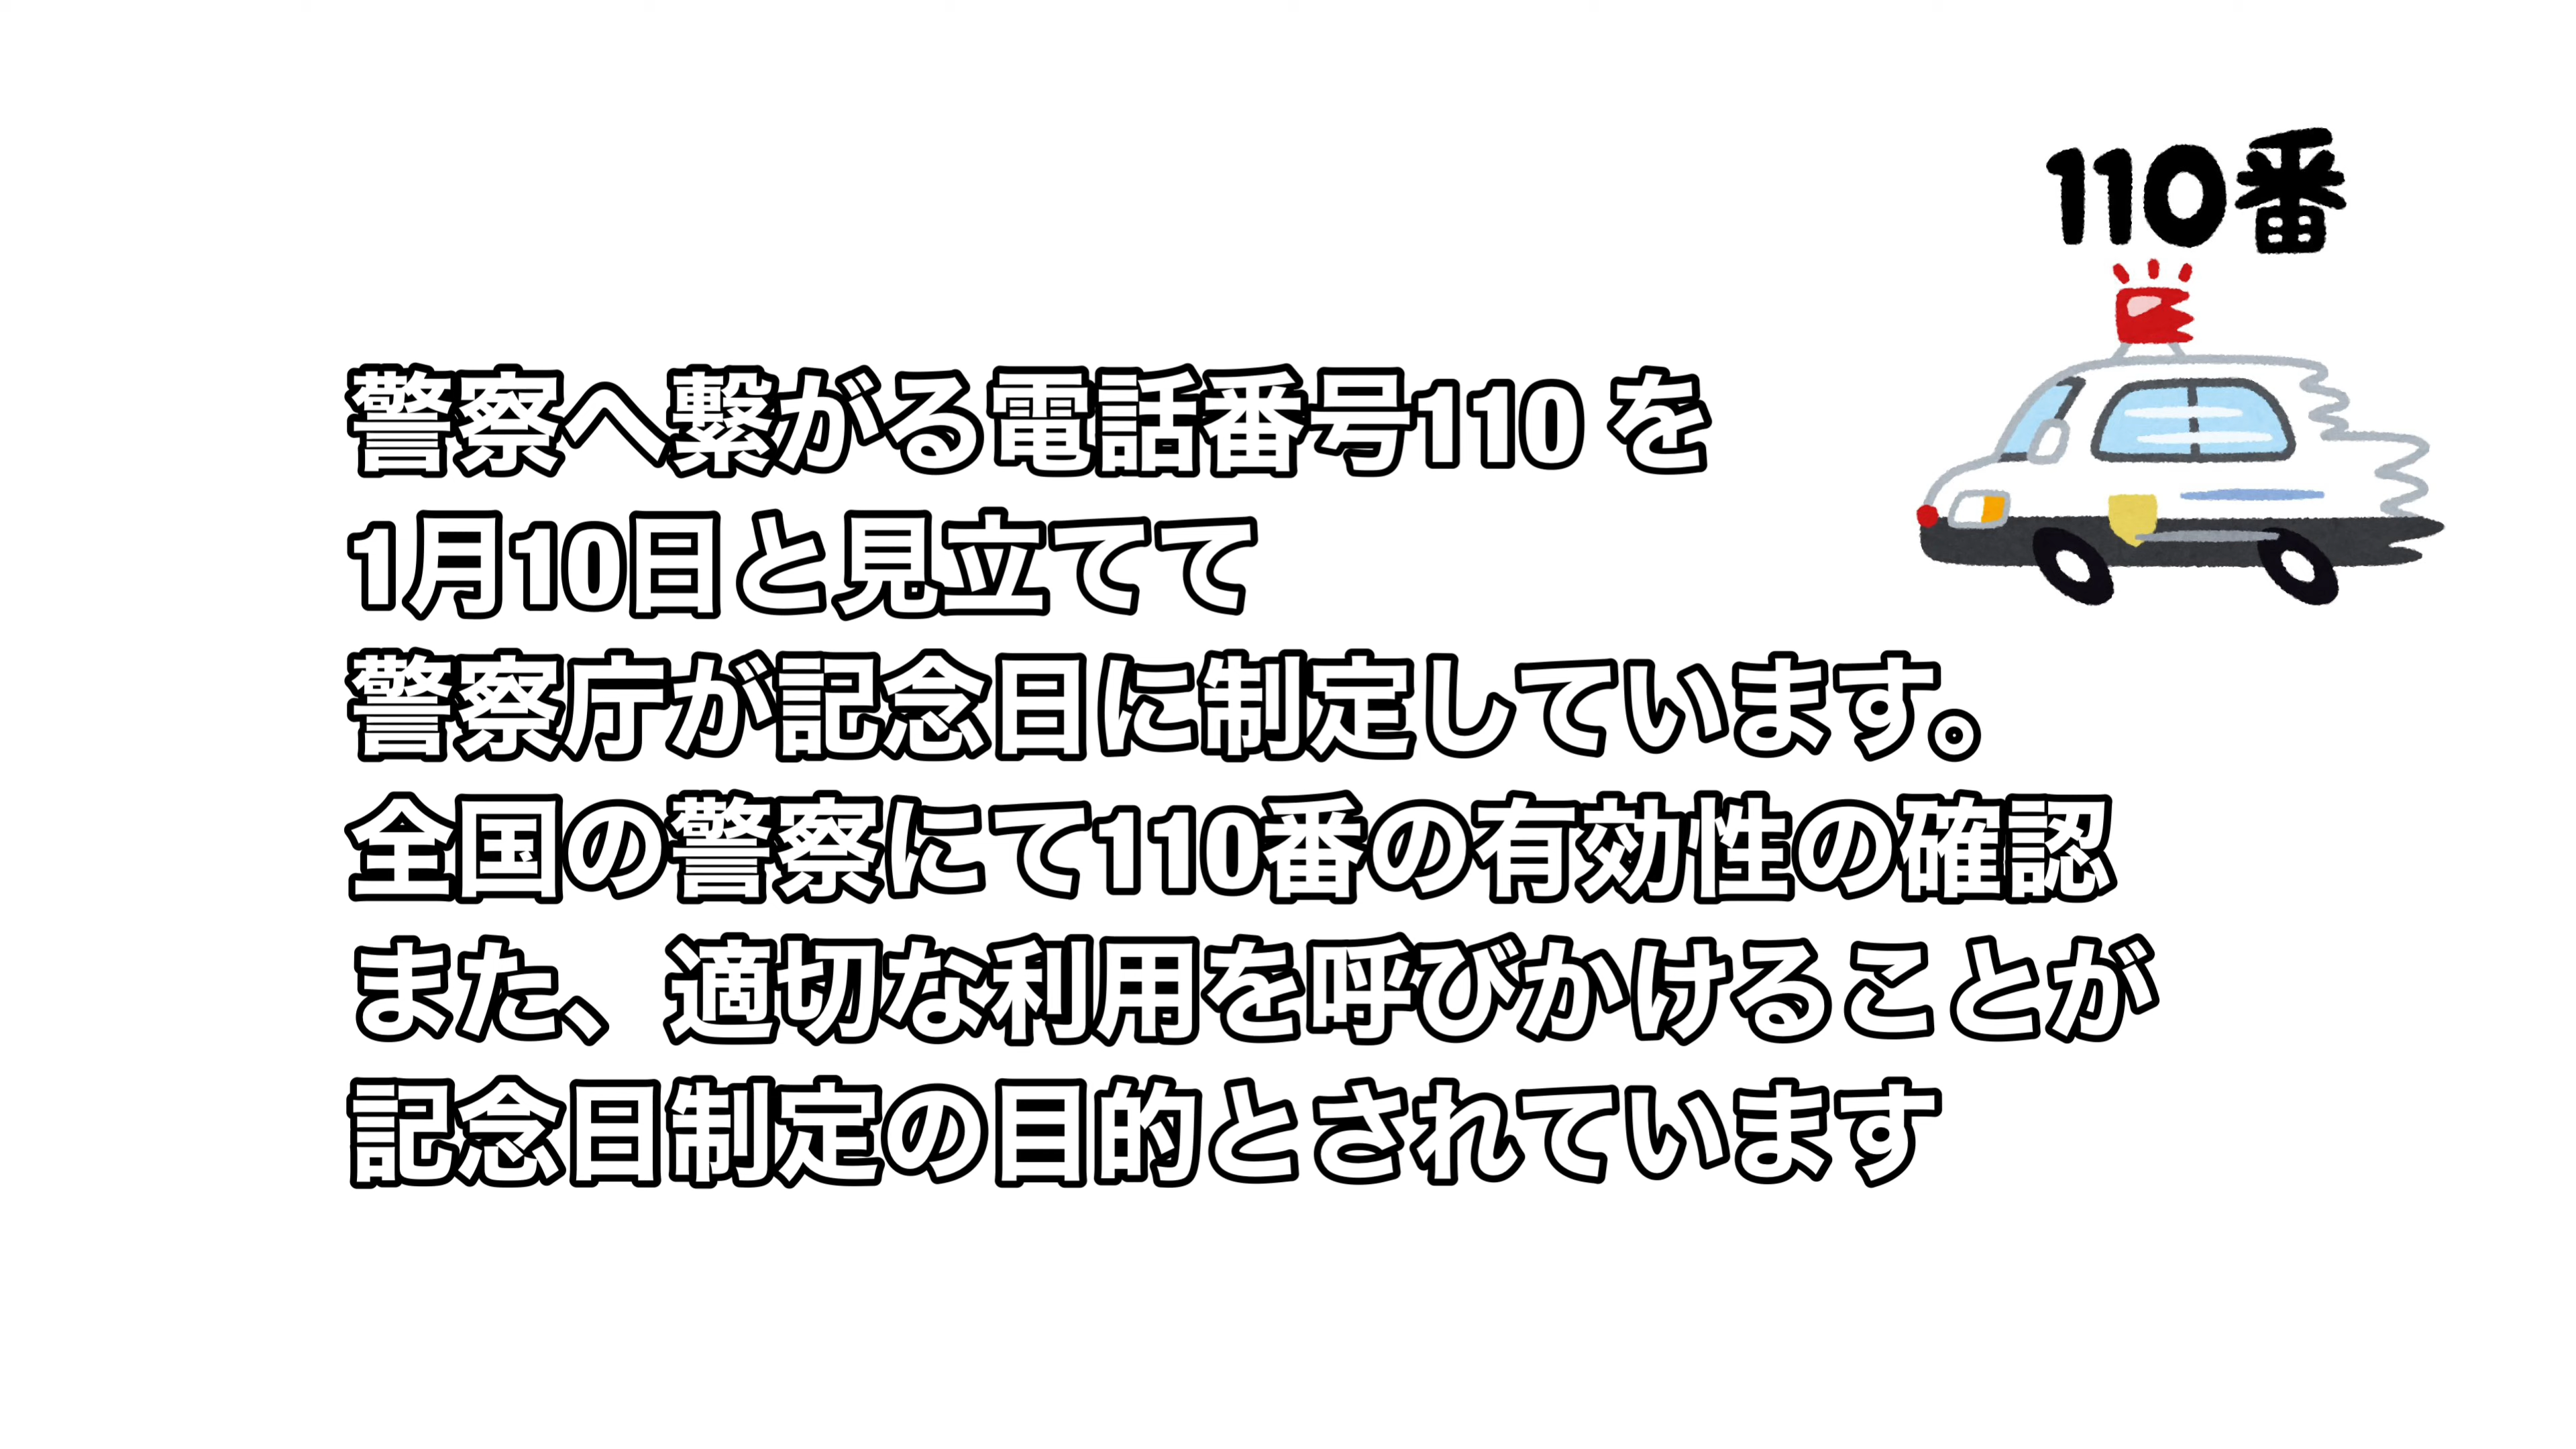 110番
警察へ繋がる電話番号110 を
1月10日と見立てて
警察庁が記念日に制定しています。
全国の警察にて110番の有効性の確認
また、適切な利用を呼びかけることが
記念日制定の目的とされています